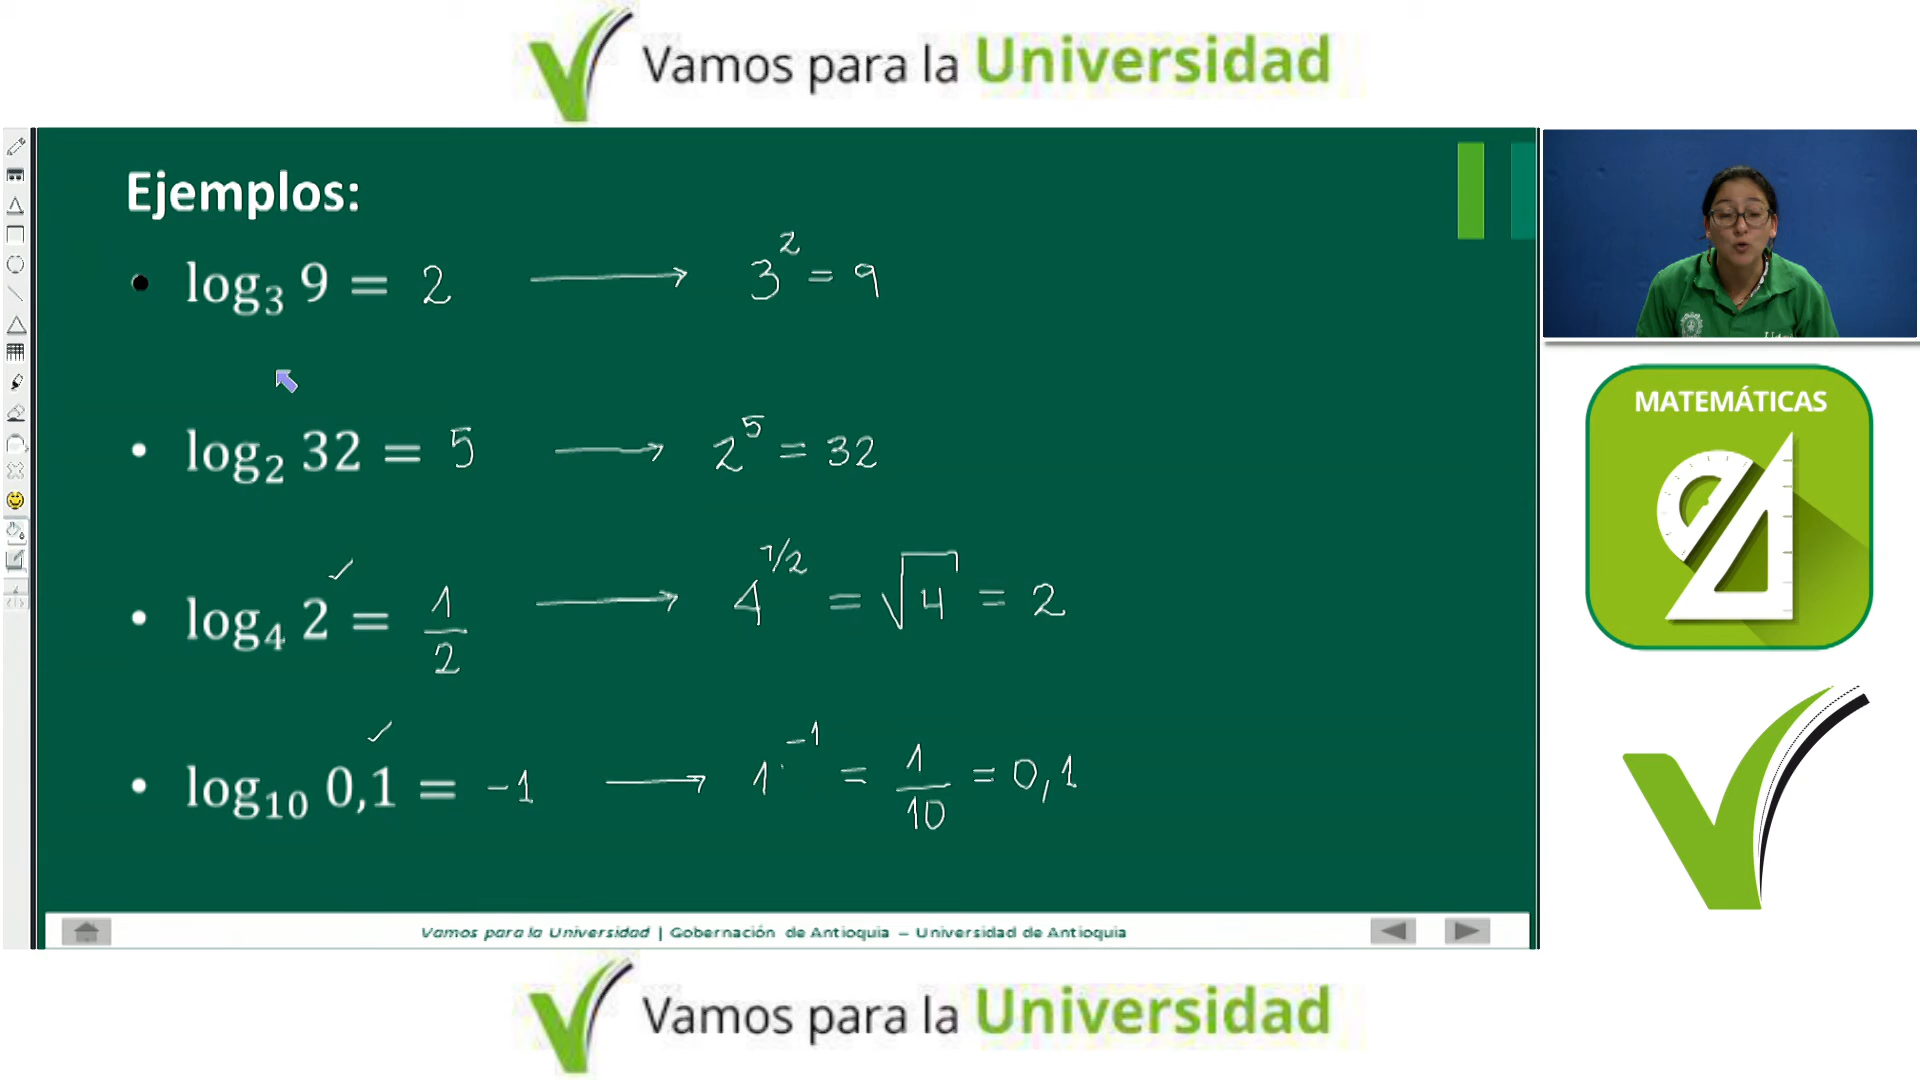 Vamos para la Universidad
Ejemplos:
• log₃ 9 = 2 ⟶ 3² = 9
• log₂ 32 = 5 ⟶ 2⁵ = 32
• log₄ 2 = 1/2 ⟶ 4^1/2 = √4 = 2
• log₁₀ 0,1 = -1 ⟶ 1⁻¹ = 1/10 = 0,1
MATEMÁTICAS
Vamos para la Universidad | Gobernación de Antioquia – Universidad de Antioquia
Vamos para la Universidad